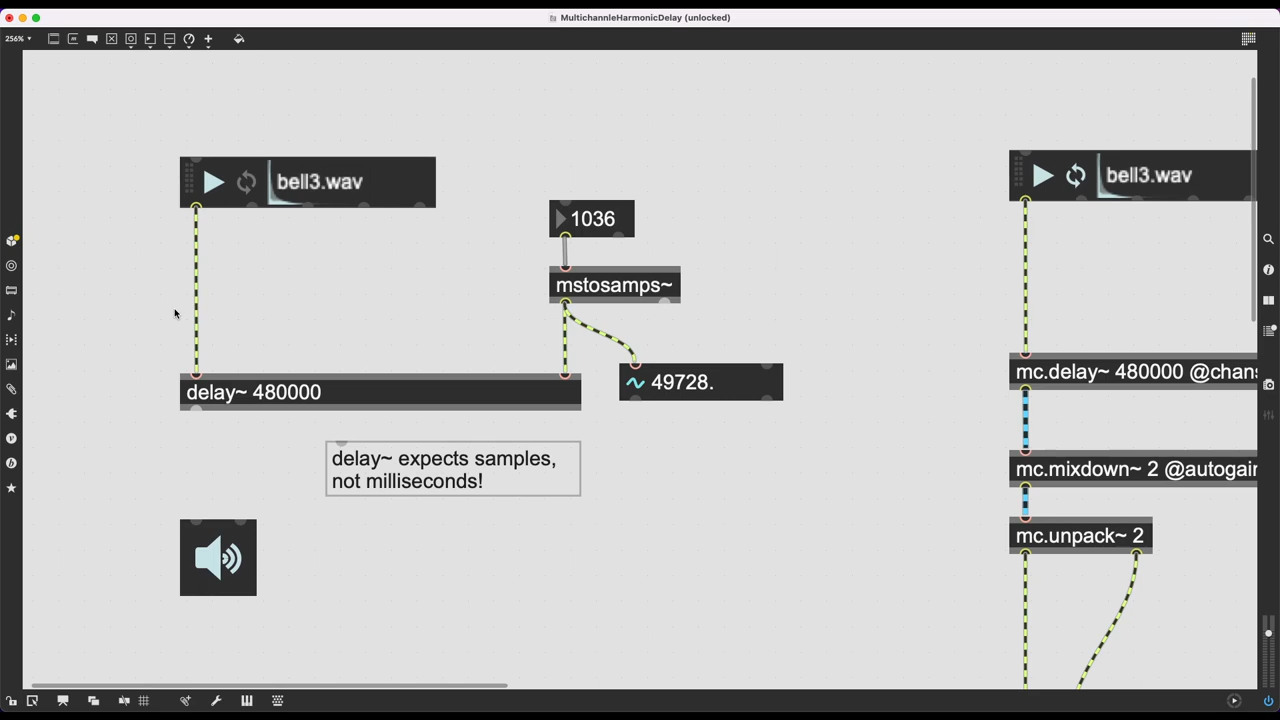 MultichannleHarmonicDelay (unlocked)
256%
bell3.wav
bell3.wav
1036
mstosamps~
49728.
delay~ 480000
mc.delay~ 480000 @chans
delay~ expects samples,
not milliseconds!
mc.mixdown~ 2 @autogain
mc.unpack~ 2